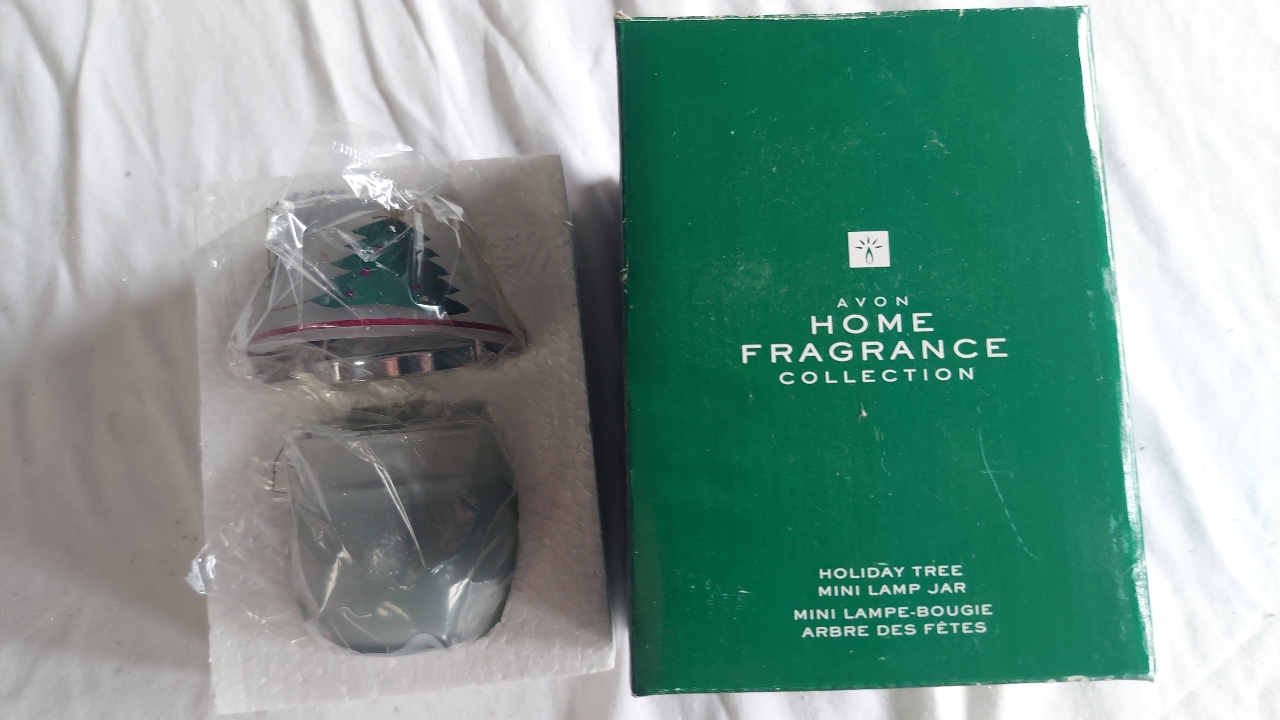 AVON
HOME
FRAGRANCE
COLLECTION
HOLIDAY TREE
MINI LAMP JAR
MINI LAMPE-BOUGIE
ARBRE DES FÊTES